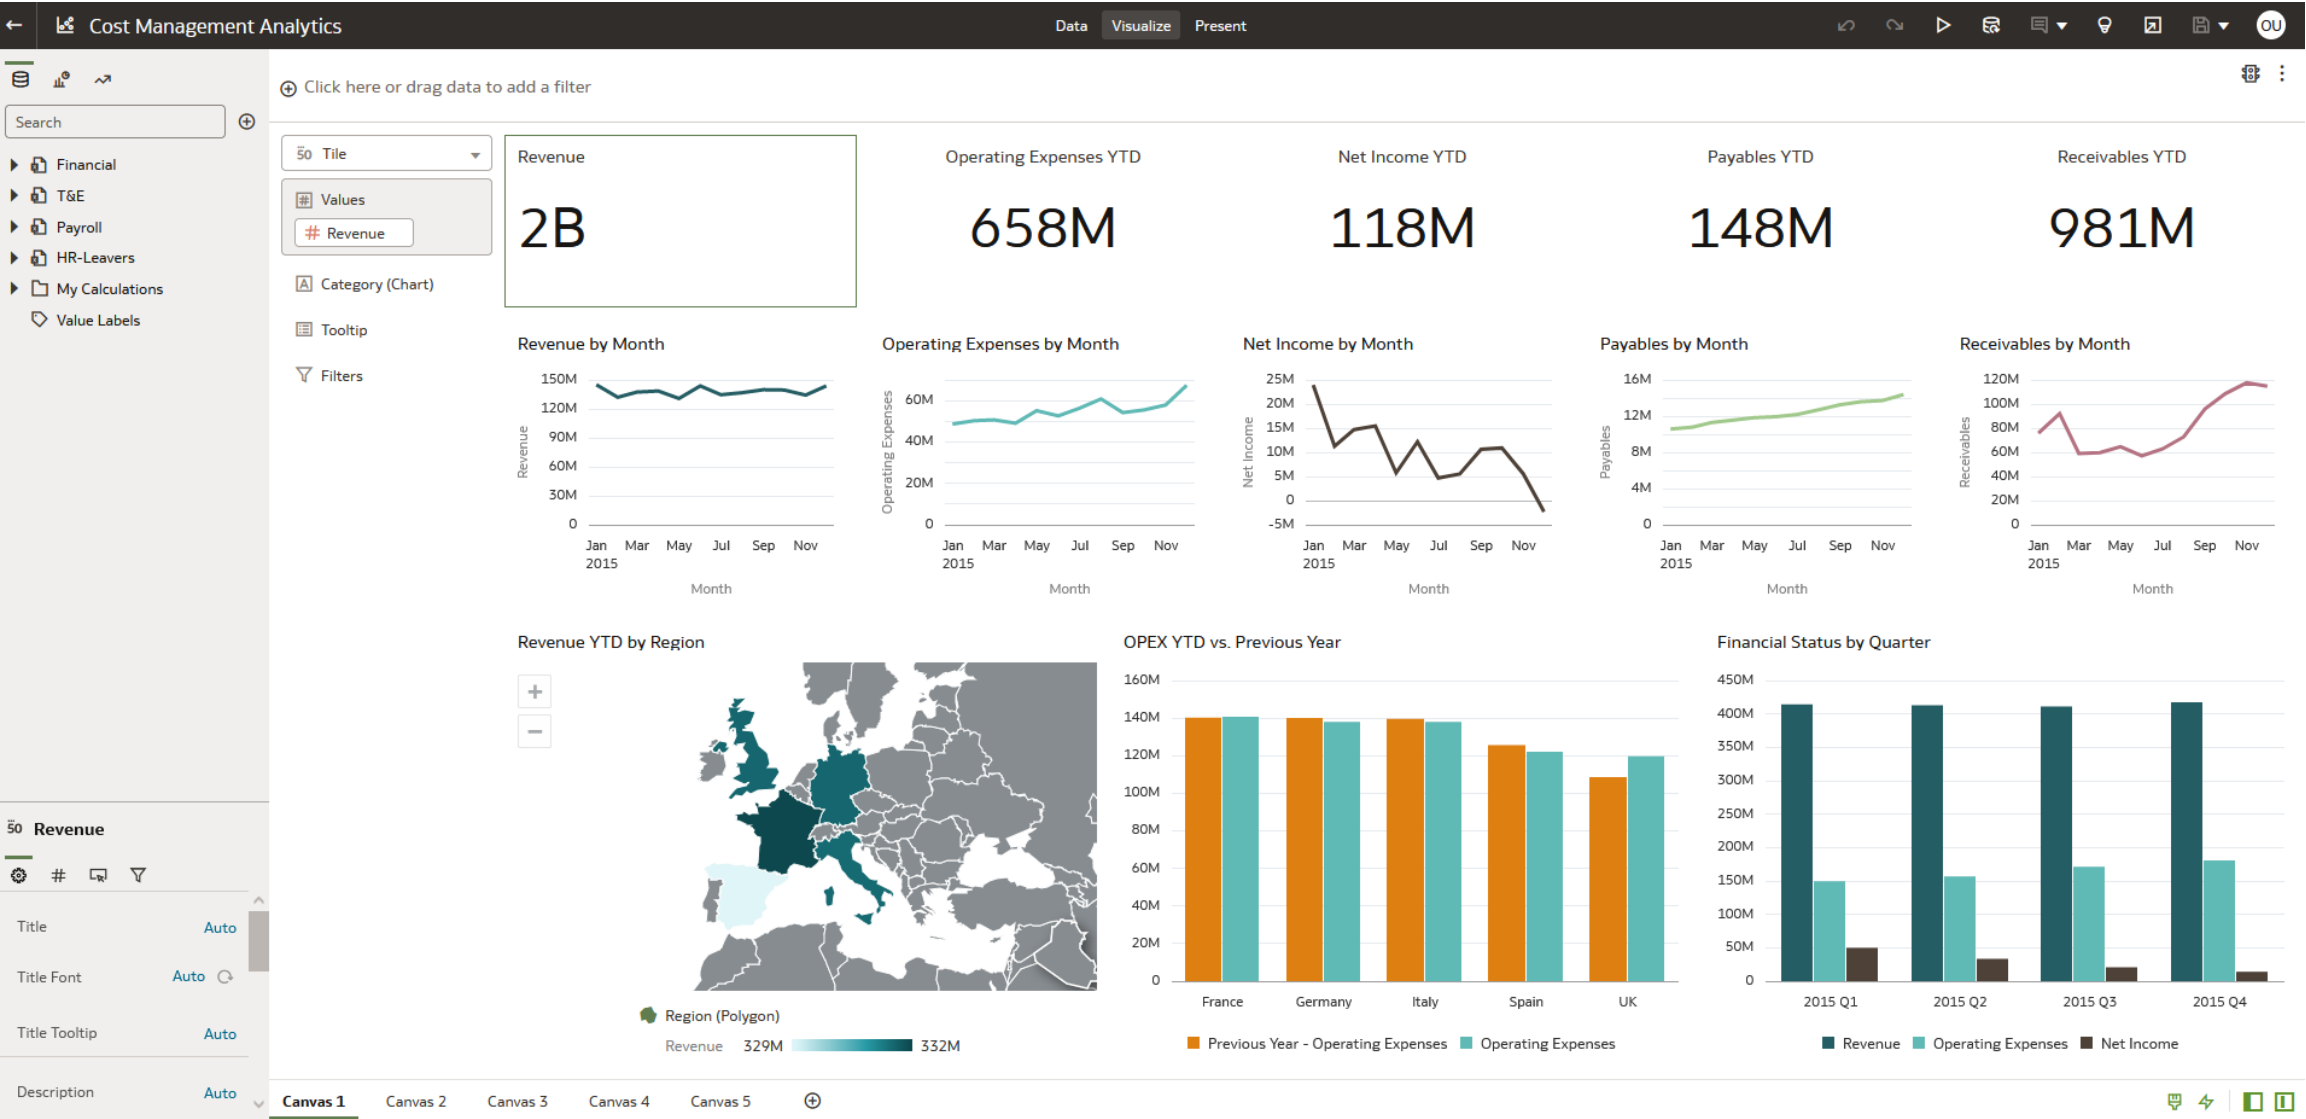 Cost Management Analytics
Data Visualize Present
OU
Click here or drag data to add a filter
Search
Financial
T&E
Payroll
HR-Leavers
My Calculations
Value Labels
50 Tile
Values
# Revenue
Category (Chart)
Tooltip
Filters
Revenue
2B
Operating Expenses YTD
658M
Net Income YTD
118M
Payables YTD
148M
Receivables YTD
981M
Revenue by Month
Revenue
150M
120M
90M
60M
30M
0
Jan Mar May Jul Sep Nov
2015
Month
Operating Expenses by Month
Operating Expenses
60M
40M
20M
0
Jan Mar May Jul Sep Nov
2015
Month
Net Income by Month
Net Income
25M
20M
15M
10M
5M
0
-5M
Jan Mar May Jul Sep Nov
2015
Month
Payables by Month
Payables
16M
12M
8M
4M
0
Jan Mar May Jul Sep Nov
2015
Month
Receivables by Month
Receivables
120M
100M
80M
60M
40M
20M
0
Jan Mar May Jul Sep Nov
2015
Month
Revenue YTD by Region
+
−
Region (Polygon)
Revenue 329M 332M
OPEX YTD vs. Previous Year
160M
140M
120M
100M
80M
60M
40M
20M
0
France Germany Italy Spain UK
Previous Year - Operating Expenses Operating Expenses
Financial Status by Quarter
450M
400M
350M
300M
250M
200M
150M
100M
50M
0
2015 Q1 2015 Q2 2015 Q3 2015 Q4
Revenue Operating Expenses Net Income
50 Revenue
#
Title Auto
Title Font Auto
Title Tooltip Auto
Description Auto
Canvas 1 Canvas 2 Canvas 3 Canvas 4 Canvas 5